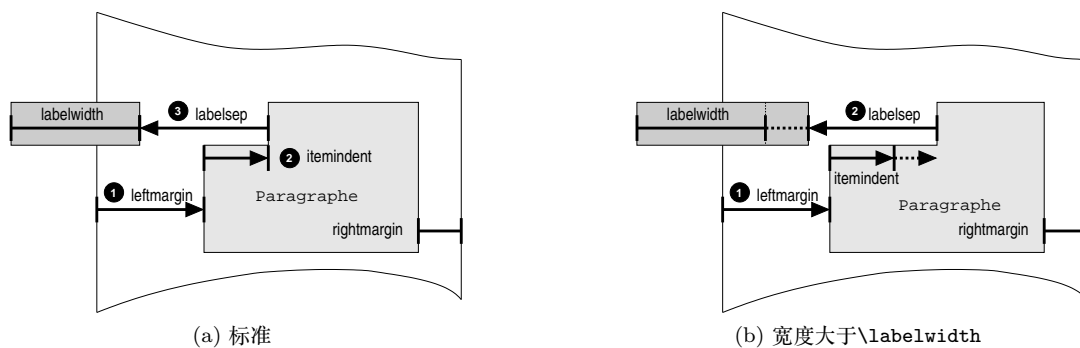 labelwidth
3
labelsep
2
itemindent
1
leftmargin
Paragraphe
rightmargin
(a) 标准
labelwidth
2
labelsep
itemindent
1
leftmargin
Paragraphe
rightmargin
(b) 宽度大于\labelwidth